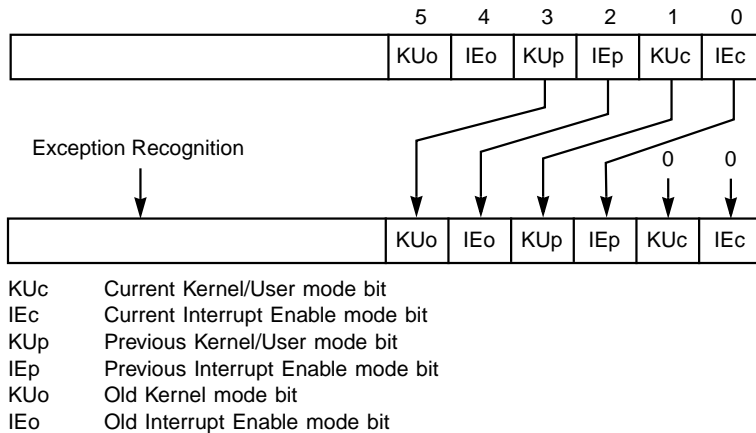 5 4 3 2 1 0
KUo IEo KUp IEp KUc IEc
Exception Recognition
0 0
KUo IEo KUp IEp KUc IEc
KUc Current Kernel/User mode bit
IEc Current Interrupt Enable mode bit
KUp Previous Kernel/User mode bit
IEp Previous Interrupt Enable mode bit
KUo Old Kernel mode bit
IEo Old Interrupt Enable mode bit